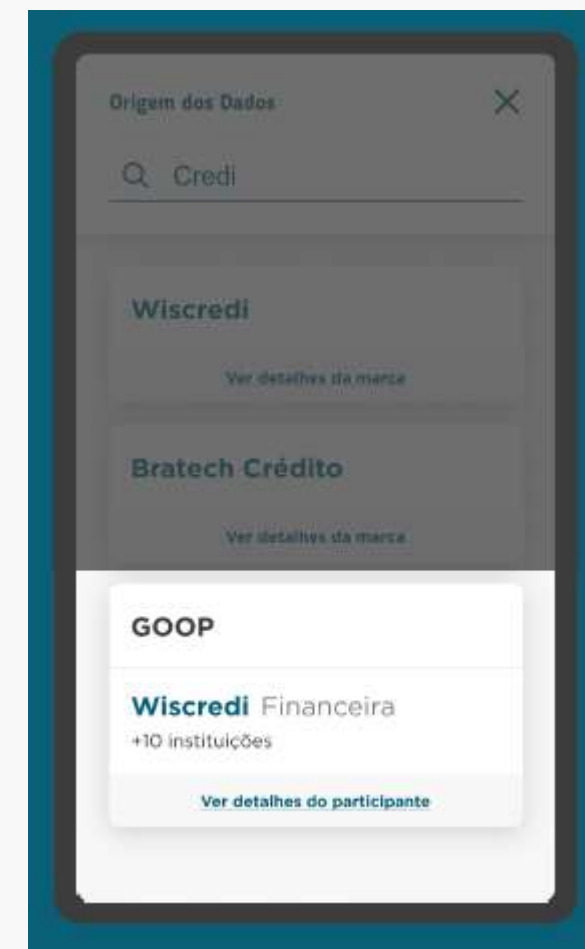 Origem dos Dados
Credi
Wiscredi
Ver detalhes da marca
Bratech Crédito
Ver detalhes da marca
GOOP
Wiscredi Financeira
+10 instituições
Ver detalhes do participante